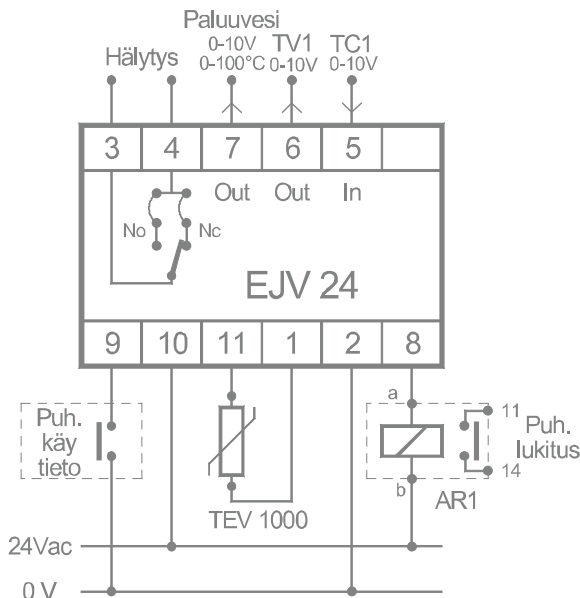 Paluuvesi
Hälytys 0-10V TV1 TC1
0-100°C 0-10V 0-10V
3 4 7 6 5
Out Out In
No Nc
EJV 24
9 10 11 1 2 8
a
Puh. 11 Puh.
käy lukitus
tieto 14
b
TEV 1000 AR1
24Vac
0 V